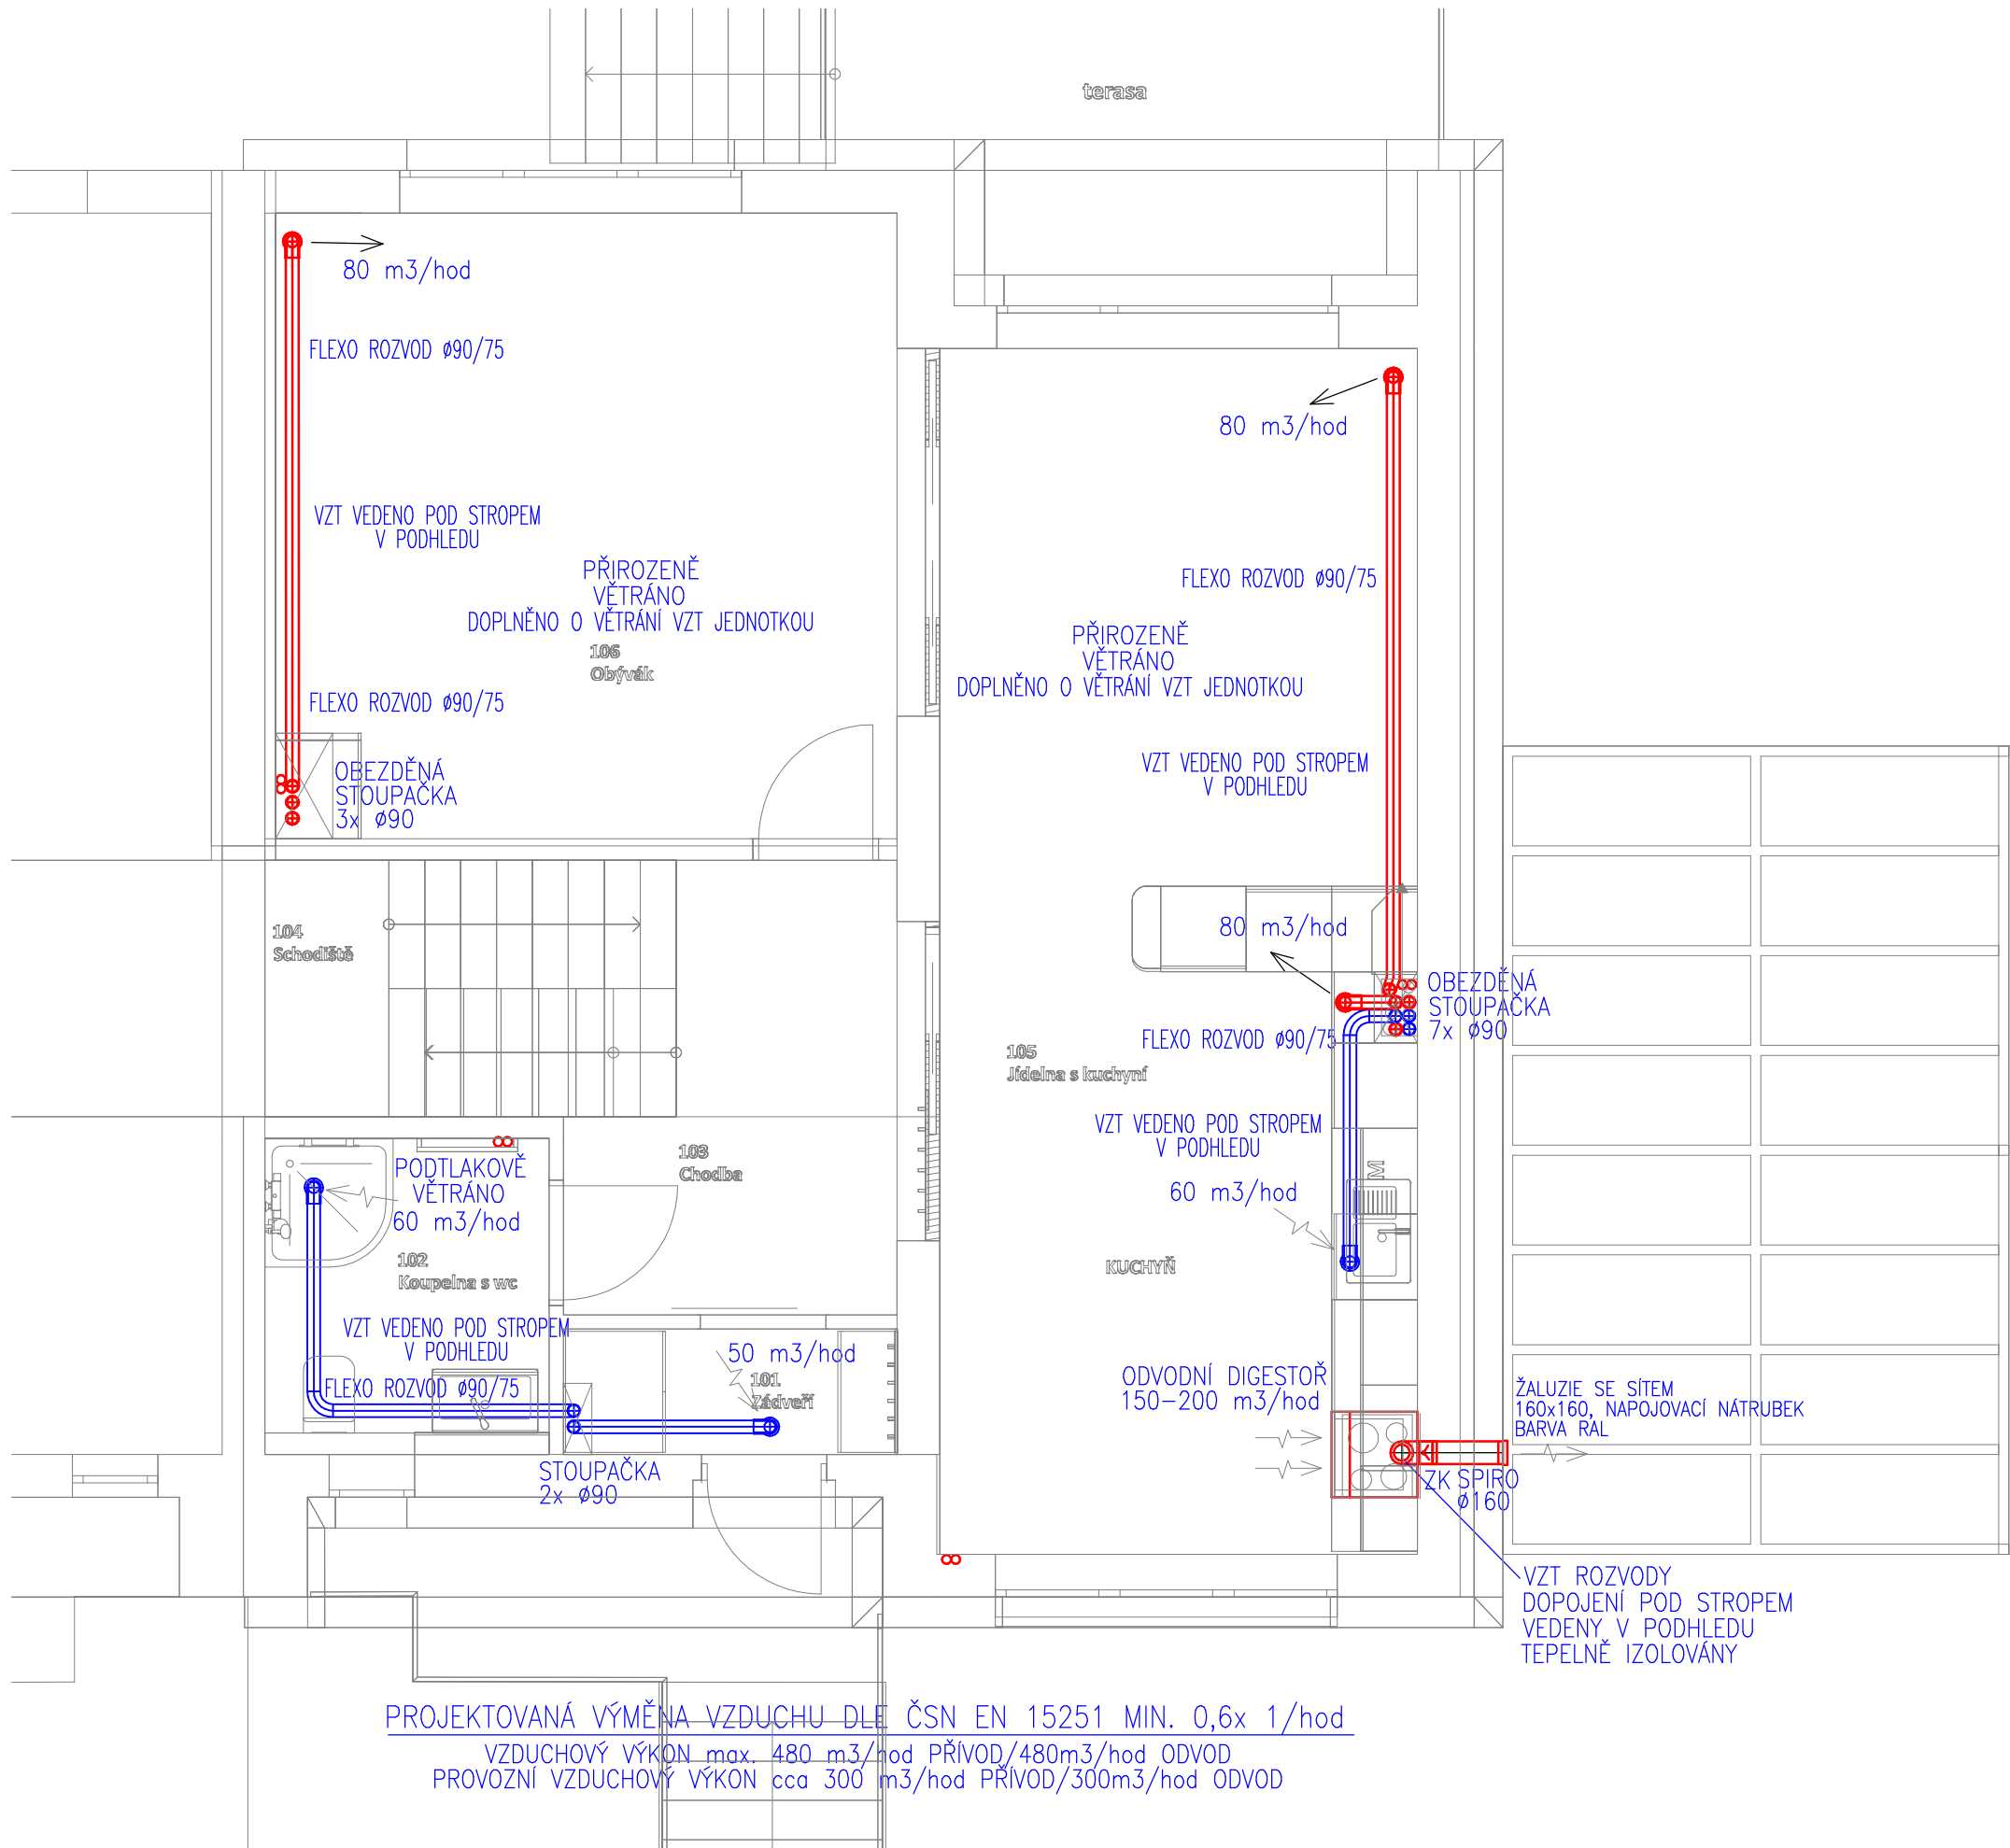 terasa
80 m3/hod
FLEXO ROZVOD ø90/75
VZT VEDENO POD STROPEM
V PODHLEDU
PŘIROZENĚ
VĚTRÁNO
DOPLNĚNO O VĚTRÁNÍ VZT JEDNOTKOU
106
Obývák
FLEXO ROZVOD ø90/75
OBEZDĚNÁ
STOUPAČKA
3x ø90
80 m3/hod
FLEXO ROZVOD ø90/75
PŘIROZENĚ
VĚTRÁNO
DOPLNĚNO O VĚTRÁNÍ VZT JEDNOTKOU
VZT VEDENO POD STROPEM
V PODHLEDU
80 m3/hod
OBEZDĚNÁ
STOUPAČKA
7x ø90
FLEXO ROZVOD ø90/75
105
Jídelna s kuchyní
VZT VEDENO POD STROPEM
V PODHLEDU
M
60 m3/hod
KUCHYŇ
104
Schodiště
103
Chodba
PODTLAKOVĚ
VĚTRÁNO
60 m3/hod
102
Koupelna s wc
VZT VEDENO POD STROPEM
V PODHLEDU
FLEXO ROZVOD ø90/75
50 m3/hod
101
Zádveří
STOUPAČKA
2x ø90
ODVODNÍ DIGESTOŘ
150-200 m3/hod
ŽALUZIE SE SÍTEM
160x160, NAPOJOVACÍ NÁTRUBEK
BARVA RAL
ZK SPIRO
ø160
VZT ROZVODY
DOPOJENÍ POD STROPEM
VEDENY V PODHLEDU
TEPELNĚ IZOLOVÁNY
PROJEKTOVANÁ VÝMĚNA VZDUCHU DLE ČSN EN 15251 MIN. 0,6x 1/hod
VZDUCHOVÝ VÝKON max. 480 m3/hod PŘÍVOD/480m3/hod ODVOD
PROVOZNÍ VZDUCHOVÝ VÝKON cca 300 m3/hod PŘÍVOD/300m3/hod ODVOD